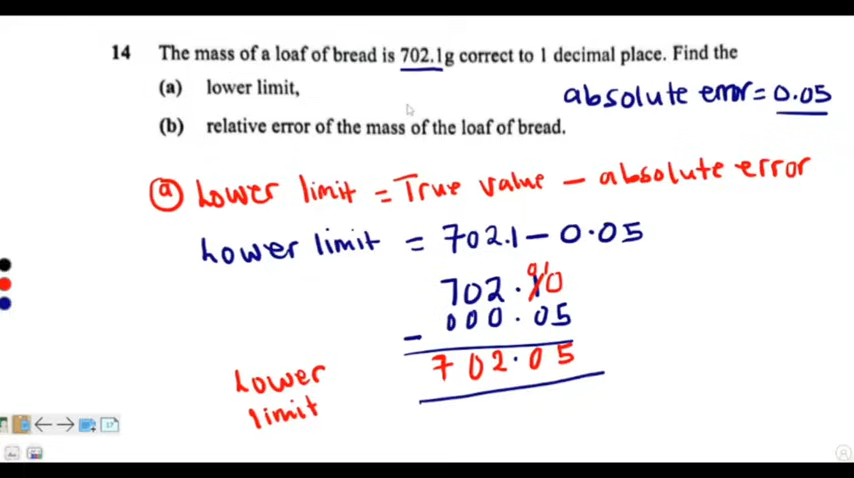 14 The mass of a loaf of bread is 702.1g correct to 1 decimal place. Find the
(a) lower limit,
absolute error = 0.05
(b) relative error of the mass of the loaf of bread.
(a) Lower limit = True value - absolute error
Lower limit = 702.1 - 0.05
702.10
000.05
-
702.05
Lower
limit